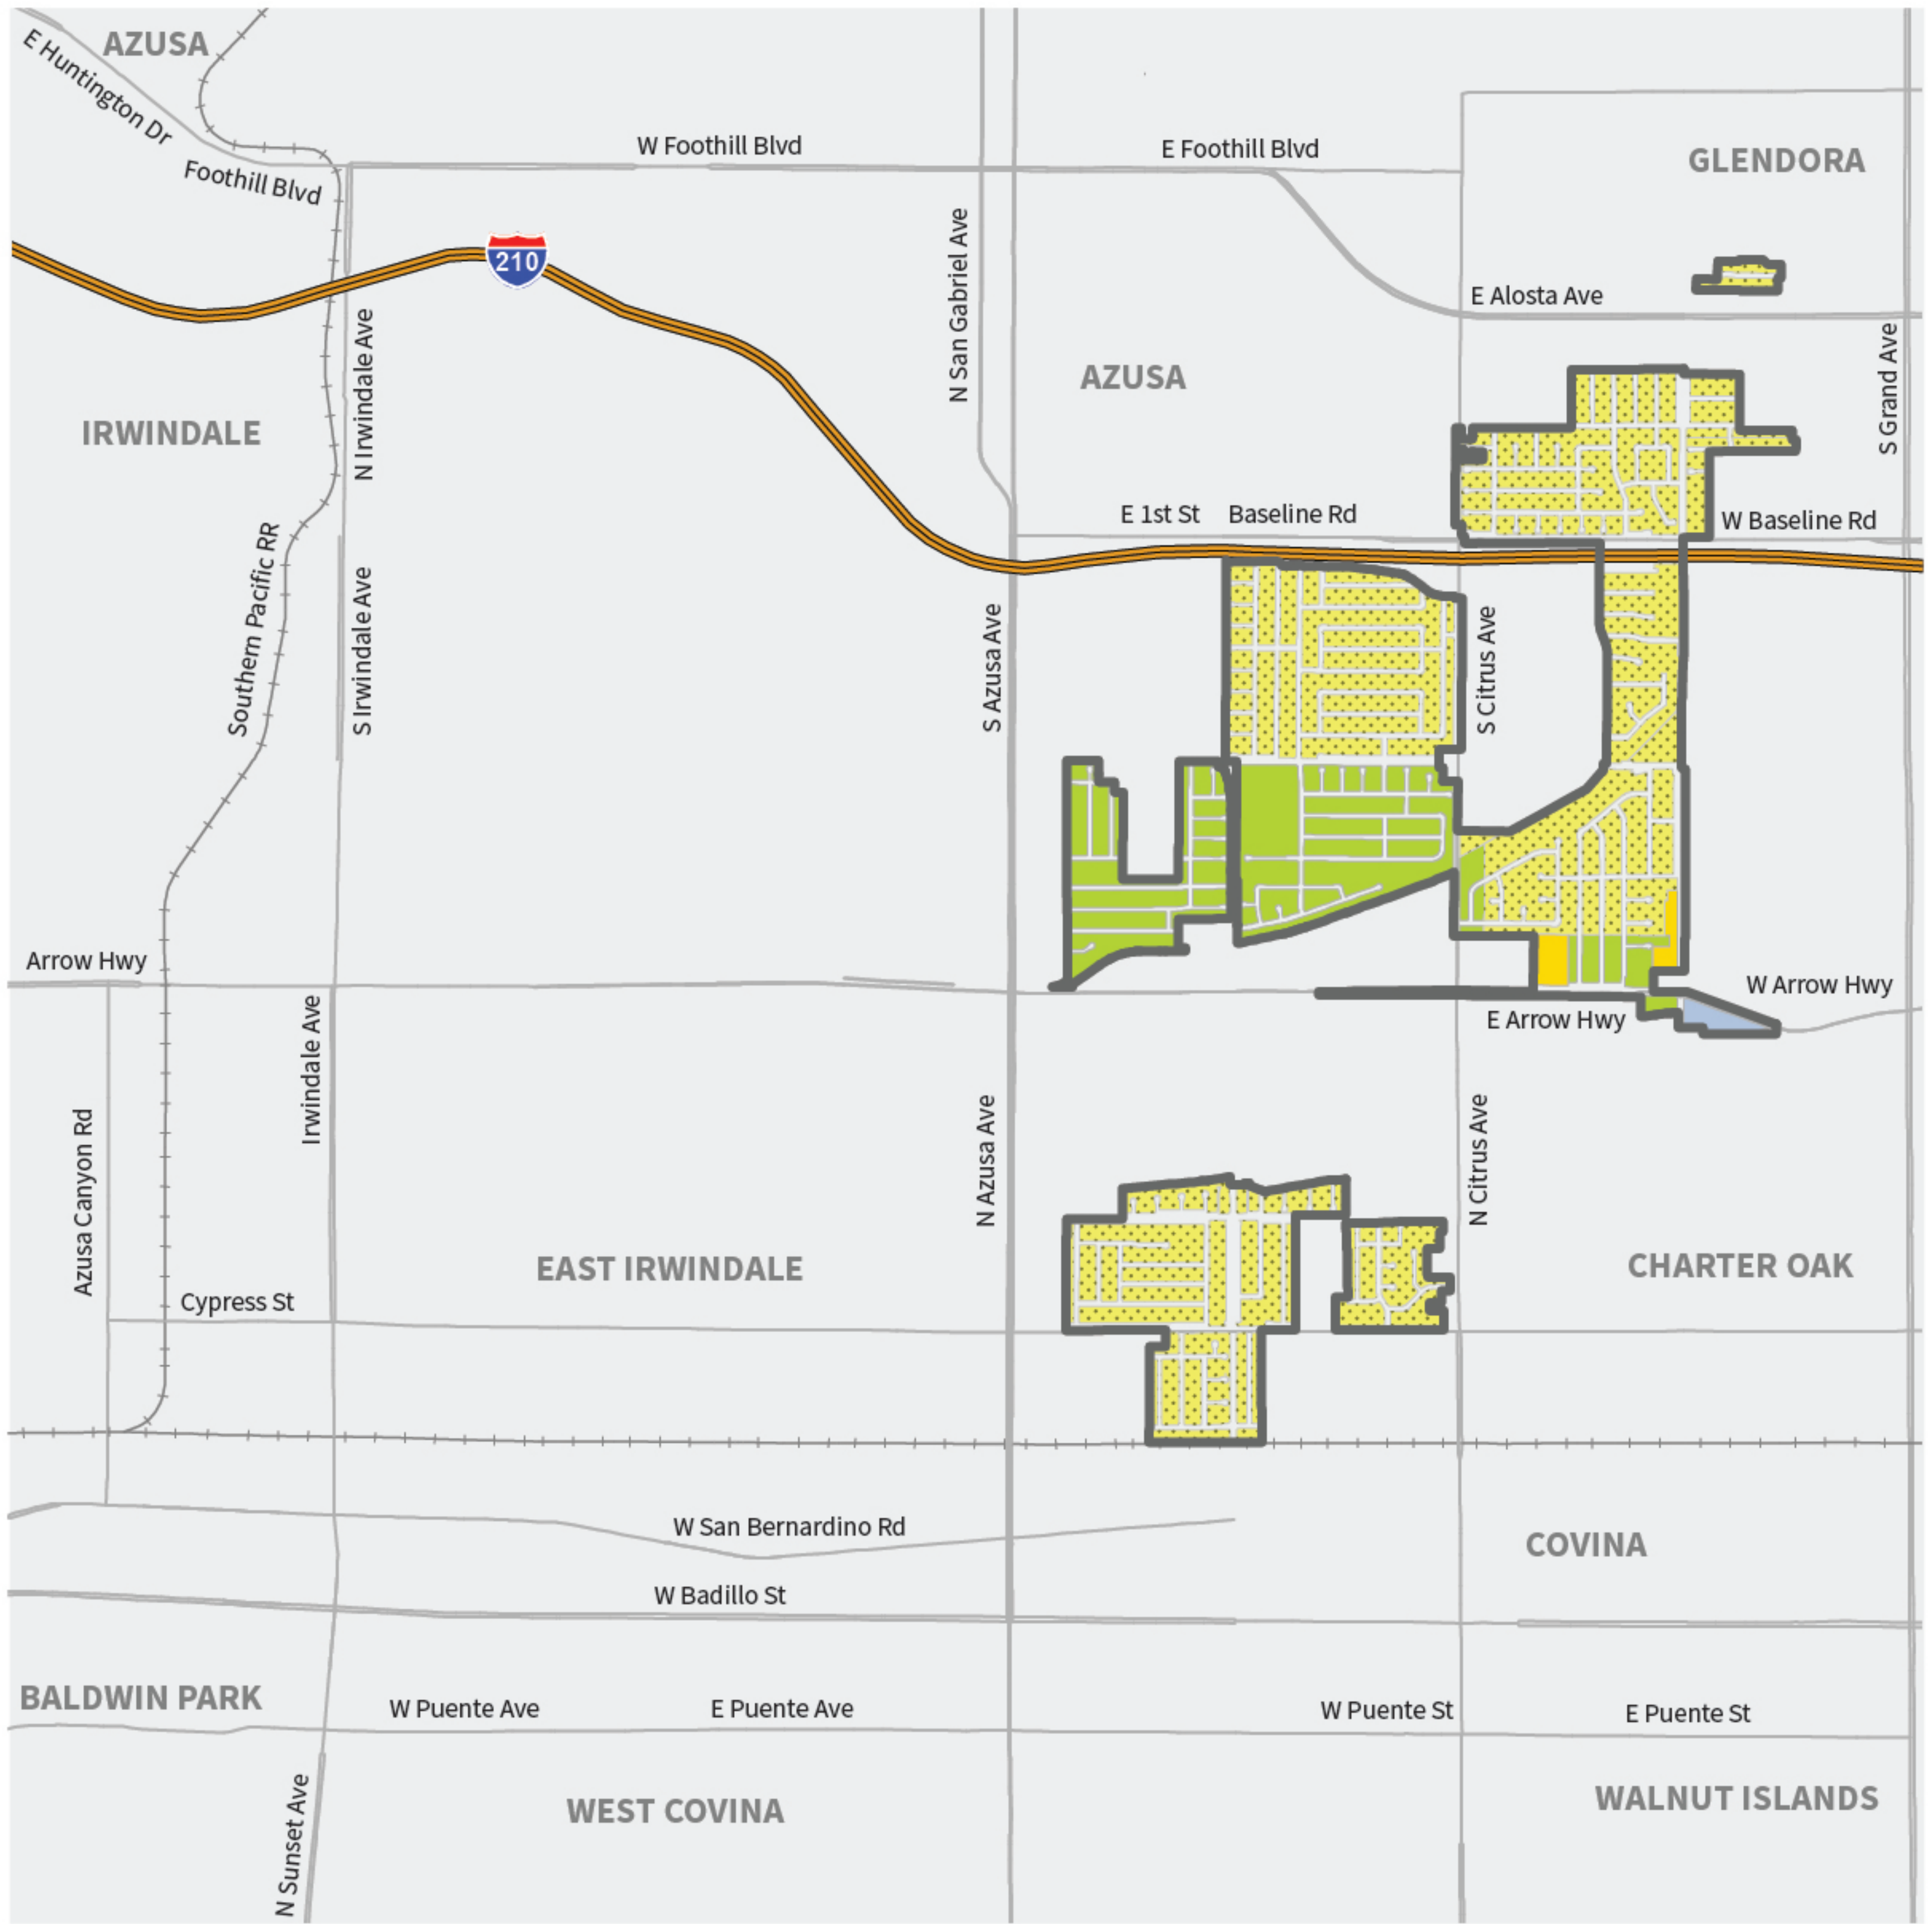 AZUSA
E Huntington Dr
Foothill Blvd
W Foothill Blvd
E Foothill Blvd
GLENDORA
210
N San Gabriel Ave
E Alosta Ave
S Grand Ave
AZUSA
IRWINDALE
N Irwindale Ave
E 1st St
Baseline Rd
W Baseline Rd
Southern Pacific RR
S Irwindale Ave
S Azusa Ave
S Citrus Ave
Arrow Hwy
W Arrow Hwy
E Arrow Hwy
Irwindale Ave
Azusa Canyon Rd
N Azusa Ave
N Citrus Ave
EAST IRWINDALE
CHARTER OAK
Cypress St
W San Bernardino Rd
COVINA
W Badillo St
BALDWIN PARK
W Puente Ave
E Puente Ave
W Puente St
E Puente St
N Sunset Ave
WEST COVINA
WALNUT ISLANDS